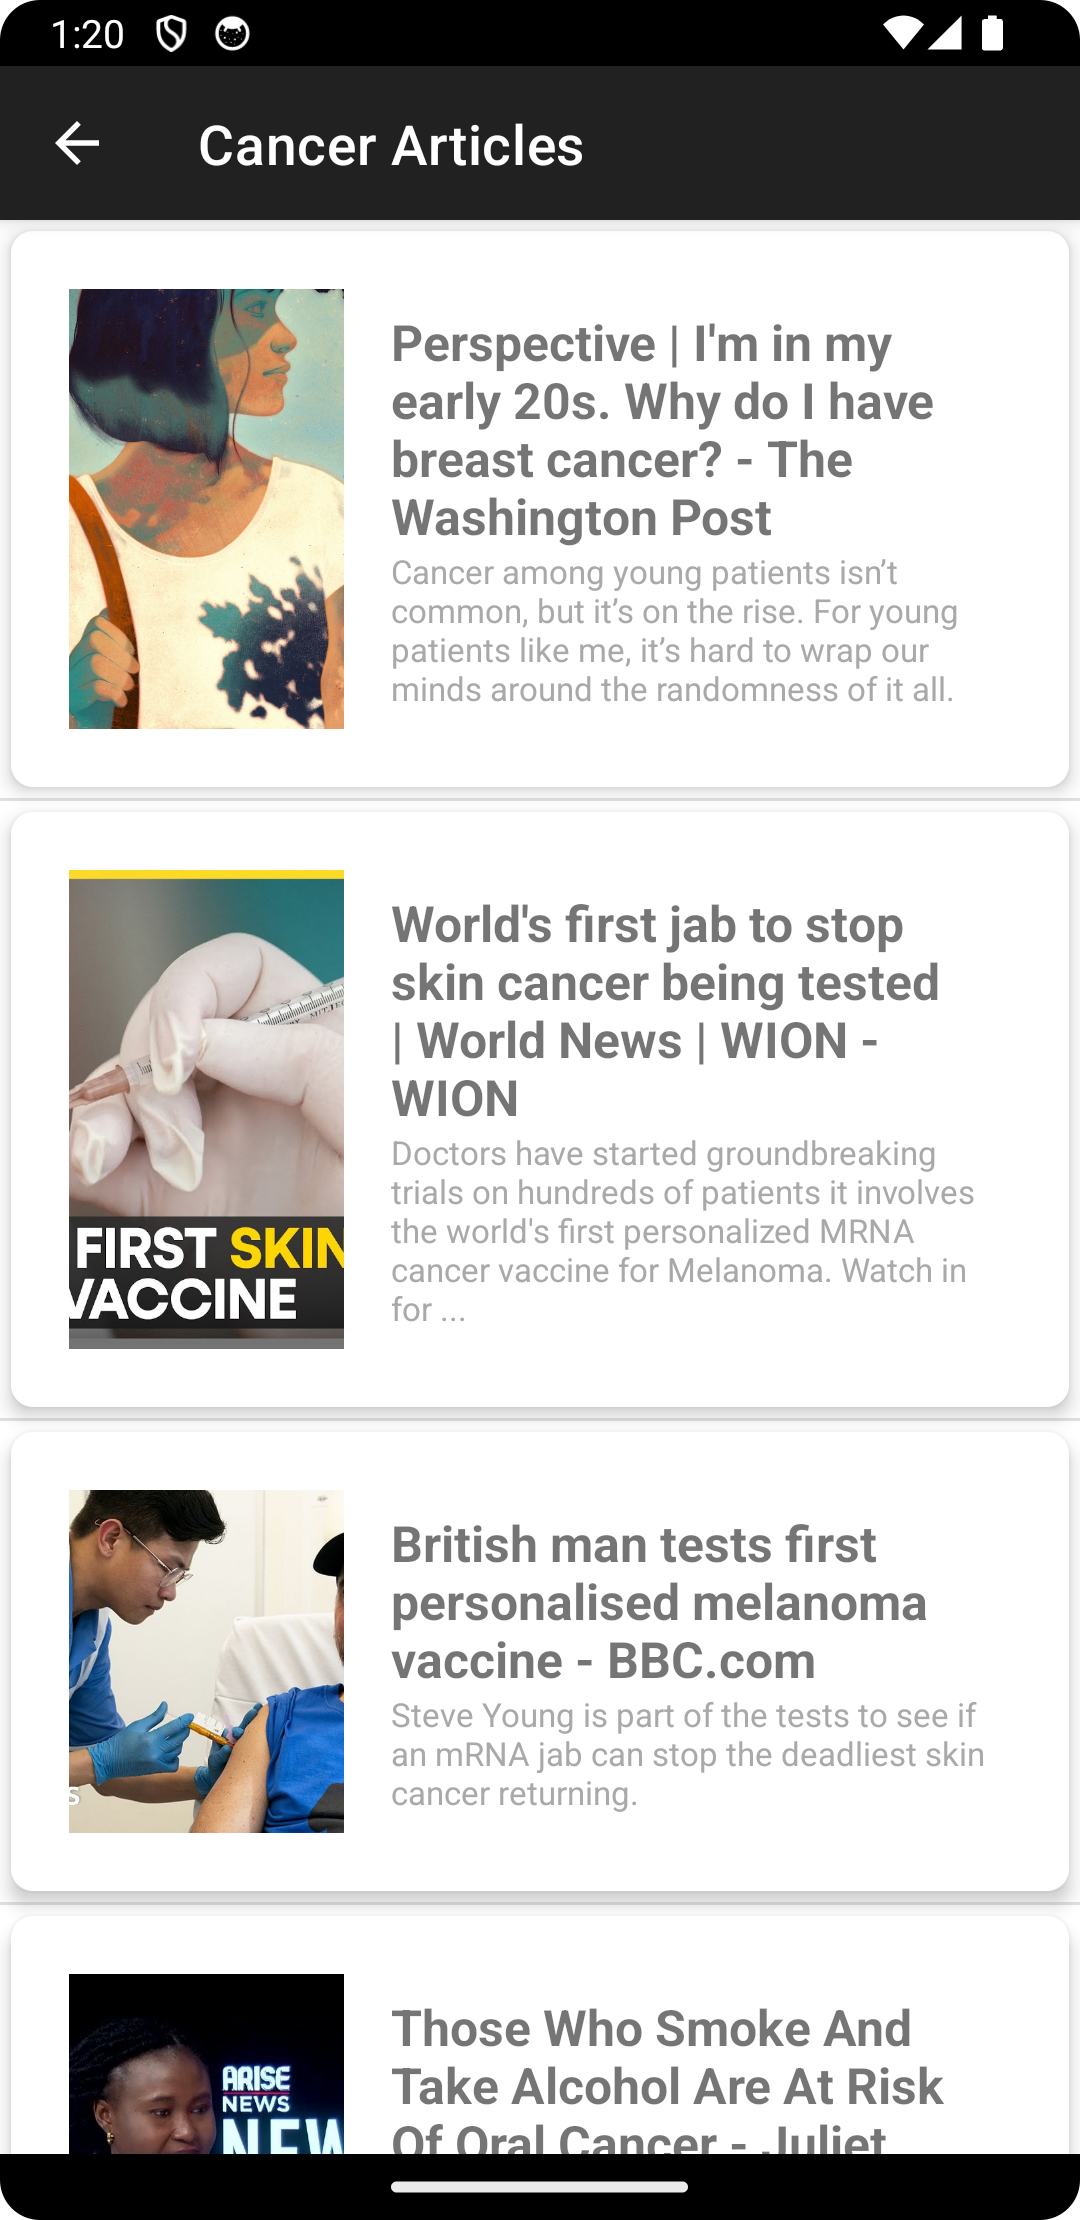 1:20
Cancer Articles
Perspective | I'm in my
early 20s. Why do I have
breast cancer? - The
Washington Post
Cancer among young patients isn’t
common, but it’s on the rise. For young
patients like me, it’s hard to wrap our
minds around the randomness of it all.
FIRST SKIN
VACCINE
World's first jab to stop
skin cancer being tested
| World News | WION -
WION
Doctors have started groundbreaking
trials on hundreds of patients it involves
the world's first personalized MRNA
cancer vaccine for Melanoma. Watch in
for ...
s
British man tests first
personalised melanoma
vaccine - BBC.com
Steve Young is part of the tests to see if
an mRNA jab can stop the deadliest skin
cancer returning.
ARISE
NEWS
NEW
Those Who Smoke And
Take Alcohol Are At Risk
Of Oral Cancer - Juliet